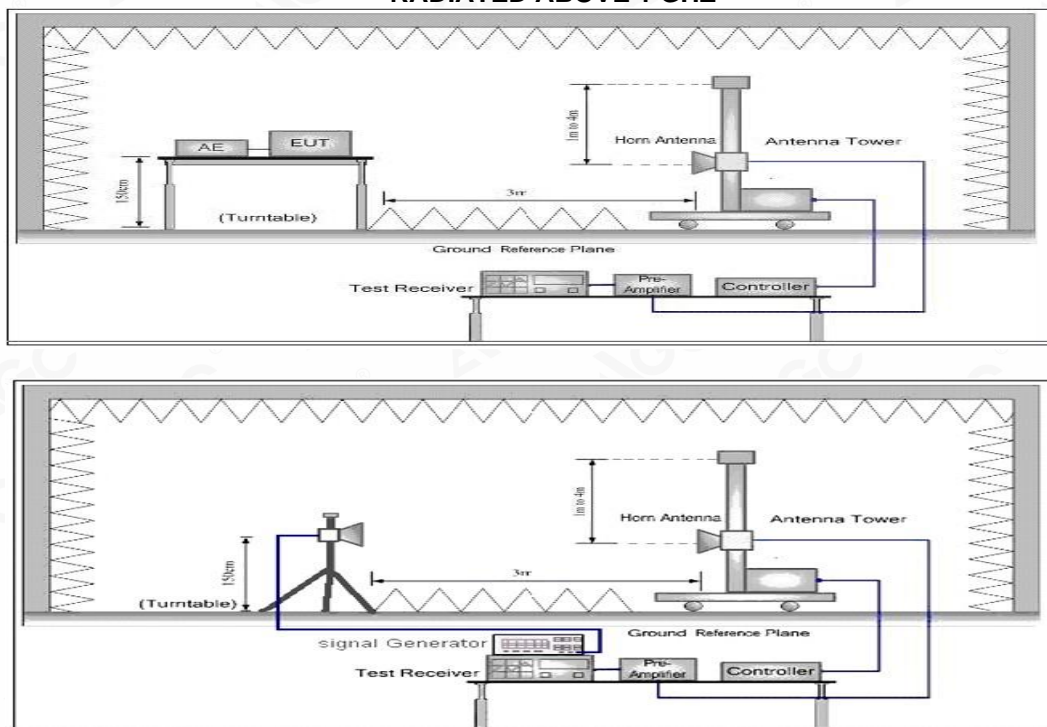 RADIATED ABOVE 1 GHZ
1m to 4m
Horn Antenna
Antenna Tower
AE
EUT
150cm
(Turntable)
3m
Ground Reference Plane
Test Receiver
Pre-
Amplifier
Controller
1m to 4m
Horn Antenna
Antenna Tower
150cm
3m
(Turntable)
Ground Reference Plane
signal Generator
Test Receiver
Pre-
Amplifier
Controller